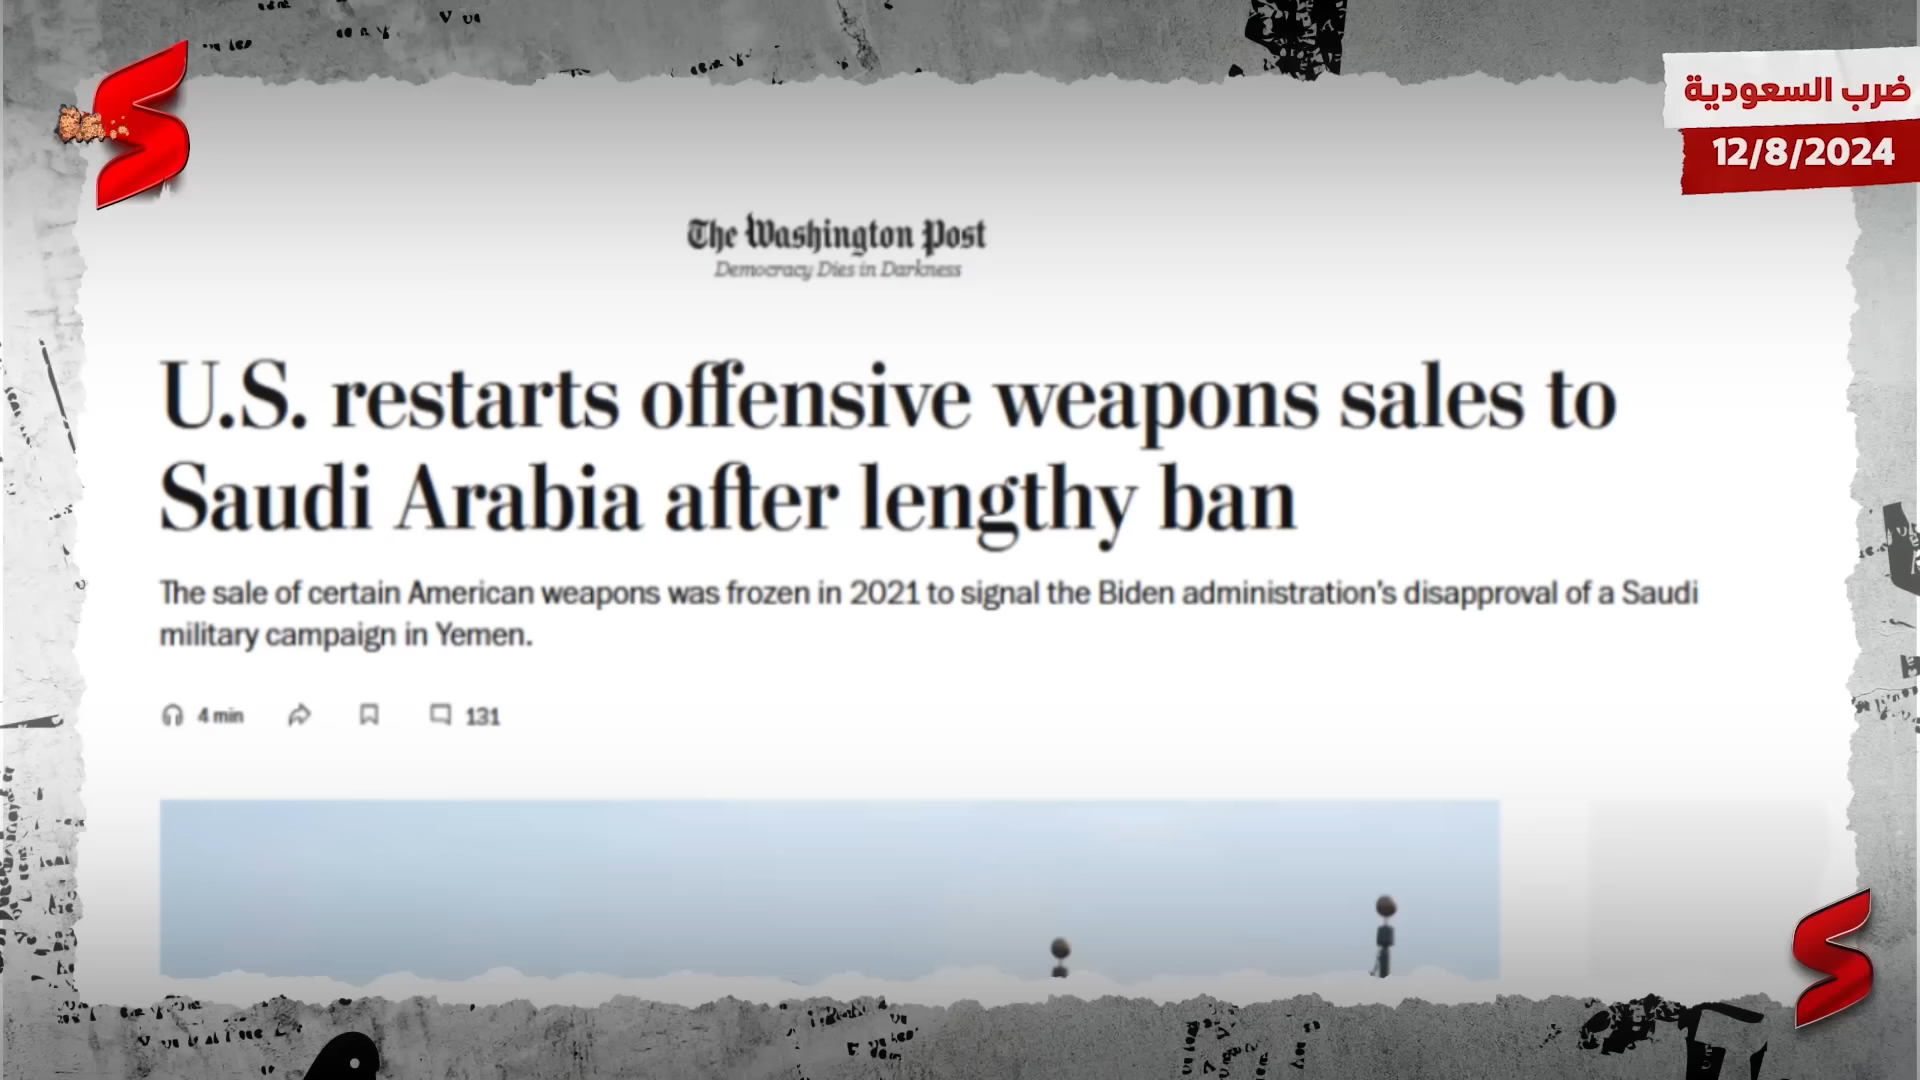 ضرب السعودية
12/8/2024
The Washington Post
Democracy Dies in Darkness
U.S. restarts offensive weapons sales to
Saudi Arabia after lengthy ban
The sale of certain American weapons was frozen in 2021 to signal the Biden administration's disapproval of a Saudi
military campaign in Yemen.
4 min 131